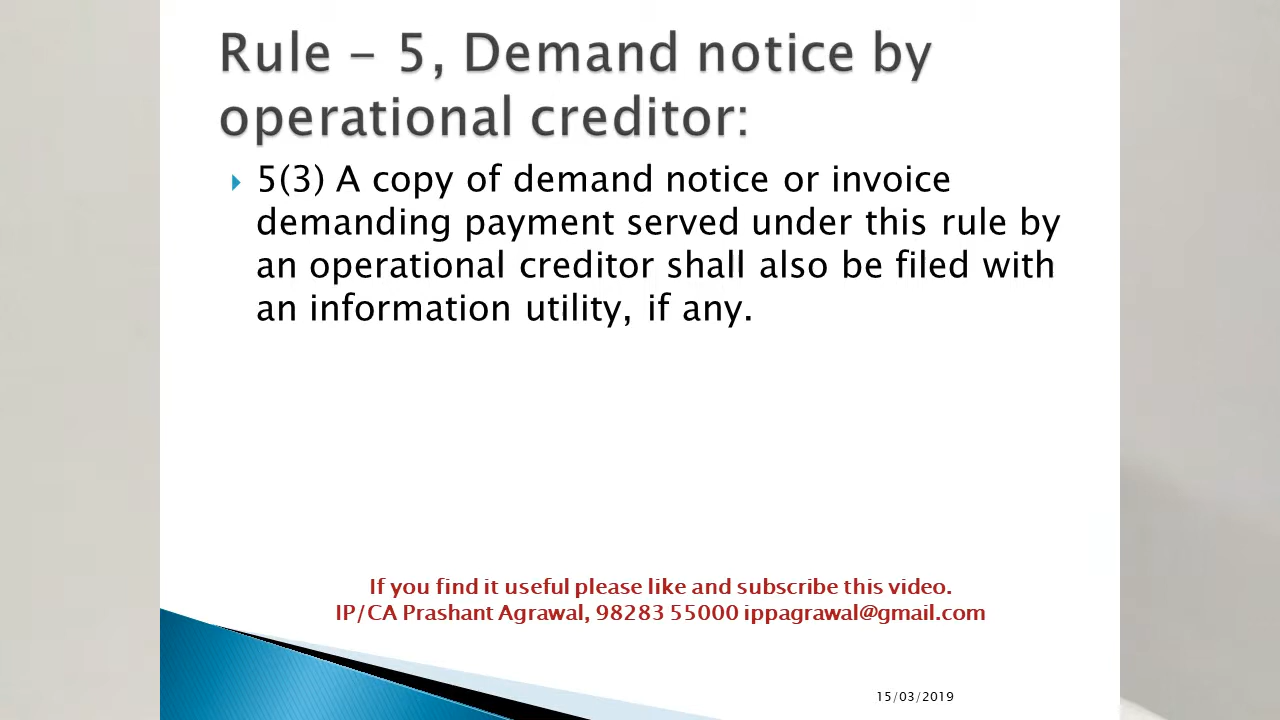 Rule – 5, Demand notice by
operational creditor:
5(3) A copy of demand notice or invoice
demanding payment served under this rule by
an operational creditor shall also be filed with
an information utility, if any.
If you find it useful please like and subscribe this video.
IP/CA Prashant Agrawal, 98283 55000 ippagrawal@gmail.com
15/03/2019